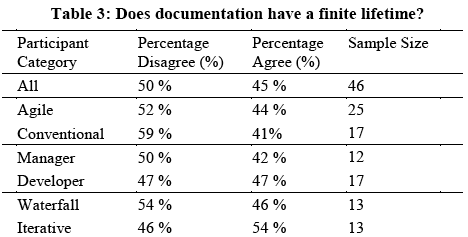 Table 3: Does documentation have a finite lifetime?
Participant Category Percentage Disagree (%) Percentage Agree (%) Sample Size
All 50 % 45 % 46
Agile 52 % 44 % 25
Conventional 59 % 41% 17
Manager 50 % 42 % 12
Developer 47 % 47 % 17
Waterfall 54 % 46 % 13
Iterative 46 % 54 % 13